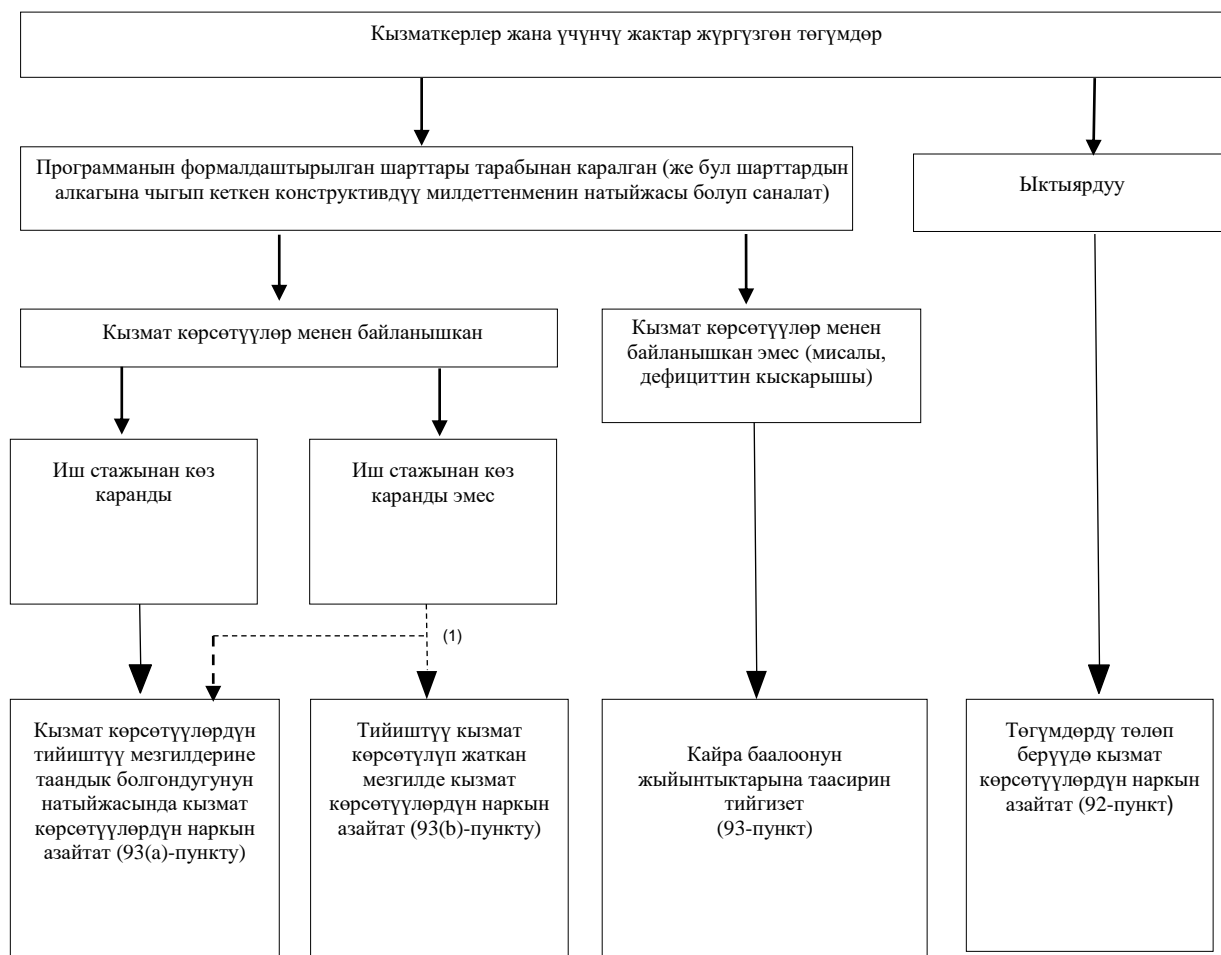 Кызматкерлер жана үчүнчү жактар жүргүзгөн төгүмдөр
Программанын формалдаштырылган шарттары тарабынан каралган (же бул шарттардын
алкагына чыгып кеткен конструктивдүү милдеттенменин натыйжасы болуп саналат)
Ыктыярдуу
Кызмат көрсөтүүлөр менен байланышкан
Кызмат көрсөтүүлөр менен
байланышкан эмес (мисалы,
дефициттин кыскарышы)
Иш стажынан көз
каранды
Иш стажынан көз
каранды эмес
(1)
Кызмат көрсөтүүлөрдүн
тийиштүү мезгилдерине
таандык болгондугунун
натыйжасында кызмат
көрсөтүүлөрдүн наркын
азайтат (93(a)-пункту)
Тийиштүү кызмат
көрсөтүлүп жаткан
мезгилде кызмат
көрсөтүүлөрдүн наркын
азайтат (93(b)-пункту)
Кайра баалоонун
жыйынтыктарына таасирин
тийгизет
(93-пункт)
Төгүмдөрдү төлөп
берүүдө кызмат
көрсөтүүлөрдүн наркын
азайтат (92-пункт)